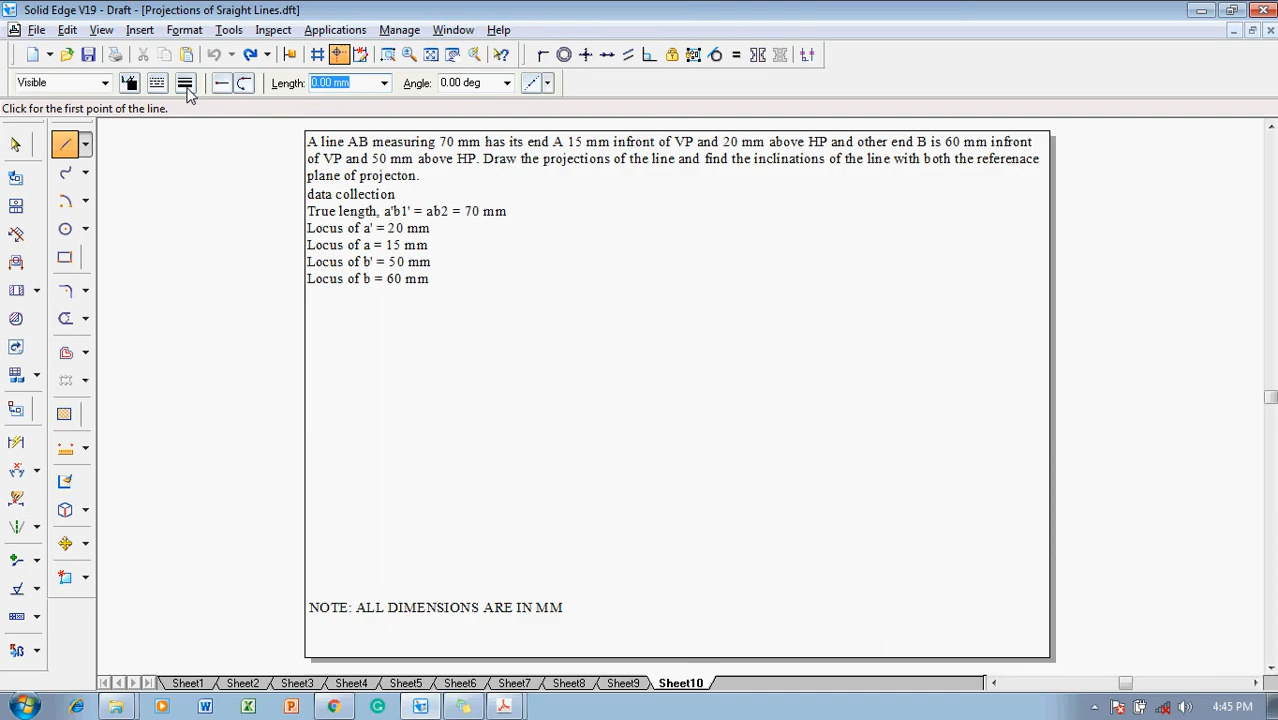 Solid Edge V19 - Draft - [Projections of Sraight Lines.dft]
File Edit View Insert Format Tools Inspect Applications Manage Window Help
Visible Length: 0.00 mm Angle: 0.00 deg
Click for the first point of the line.
A line AB measuring 70 mm has its end A 15 mm infront of VP and 20 mm above HP and other end B is 60 mm infront
of VP and 50 mm above HP. Draw the projections of the line and find the inclinations of the line with both the referenace
plane of projecton.
data collection
True length, a'b1' = ab2 = 70 mm
Locus of a' = 20 mm
Locus of a = 15 mm
Locus of b' = 50 mm
Locus of b = 60 mm
NOTE: ALL DIMENSIONS ARE IN MM
Sheet1 Sheet2 Sheet3 Sheet4 Sheet5 Sheet6 Sheet7 Sheet8 Sheet9 Sheet10
4:45 PM